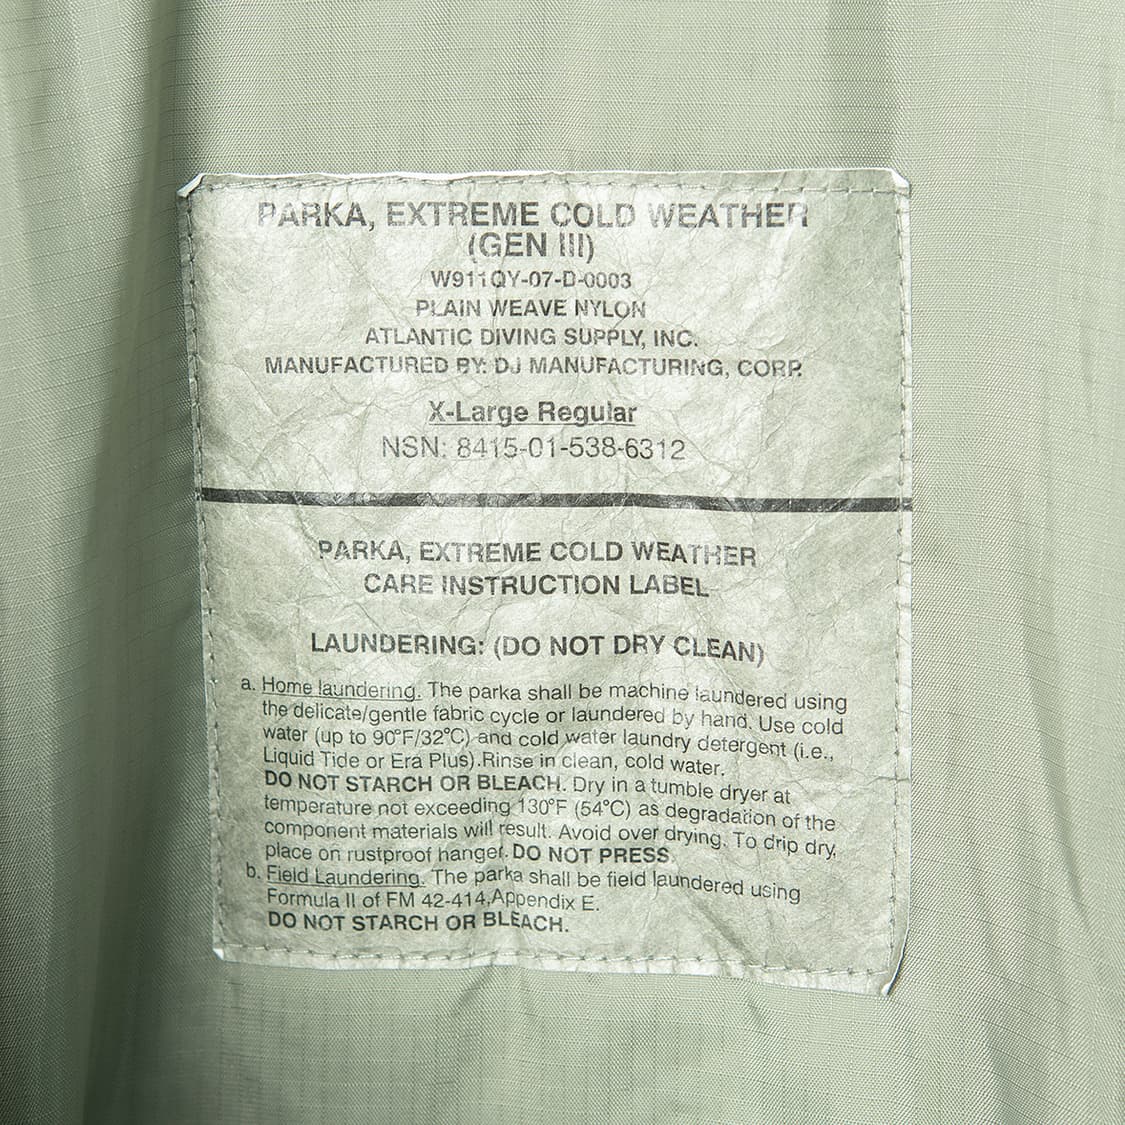 PARKA, EXTREME COLD WEATHER
(GEN III)
W911QY-07-D-0003
PLAIN WEAVE NYLON
ATLANTIC DIVING SUPPLY, INC.
MANUFACTURED BY: DJ MANUFACTURING, CORP.
X-Large Regular
NSN: 8415-01-538-6312
PARKA, EXTREME COLD WEATHER
CARE INSTRUCTION LABEL
LAUNDERING: (DO NOT DRY CLEAN)
a. Home laundering. The parka shall be machine laundered using
the delicate/gentle fabric cycle or laundered by hand. Use cold
water (up to 90°F/32°C) and cold water laundry detergent (i.e.,
Liquid Tide or Era Plus).Rinse in clean, cold water.
DO NOT STARCH OR BLEACH. Dry in a tumble dryer at
temperature not exceeding 130°F (54°C) as degradation of the
component materials will result. Avoid over drying. To drip dry,
place on rustproof hanger. DO NOT PRESS.
b. Field Laundering. The parka shall be field laundered using
Formula II of FM 42-414,Appendix E.
DO NOT STARCH OR BLEACH.